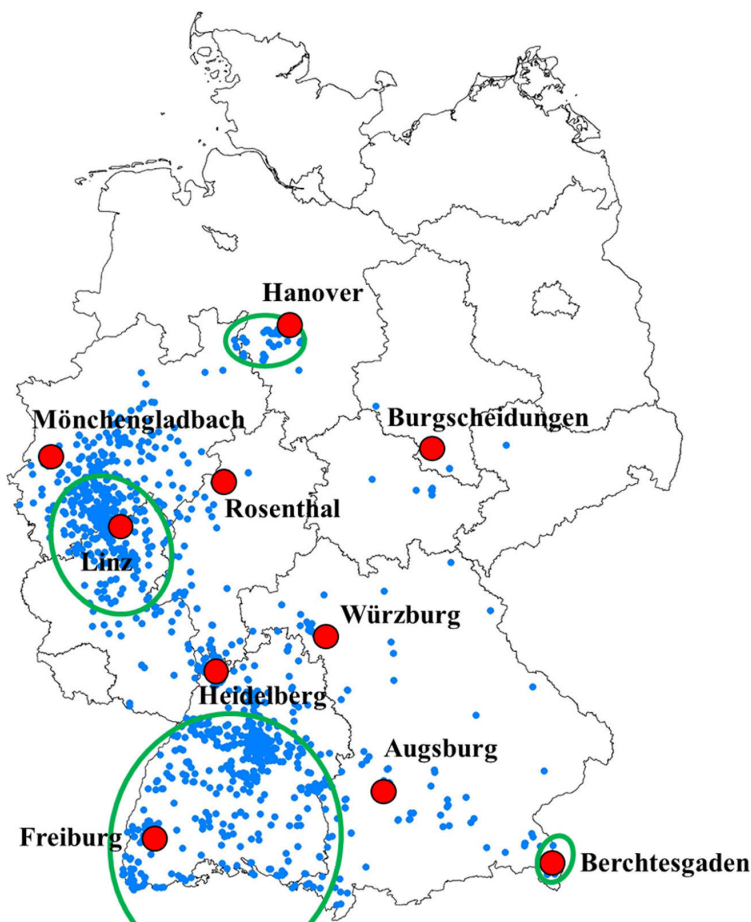 Hanover
Mönchengladbach
Burgscheidungen
Rosenthal
Linz
Würzburg
Heidelberg
Augsburg
Freiburg
Berchtesgaden